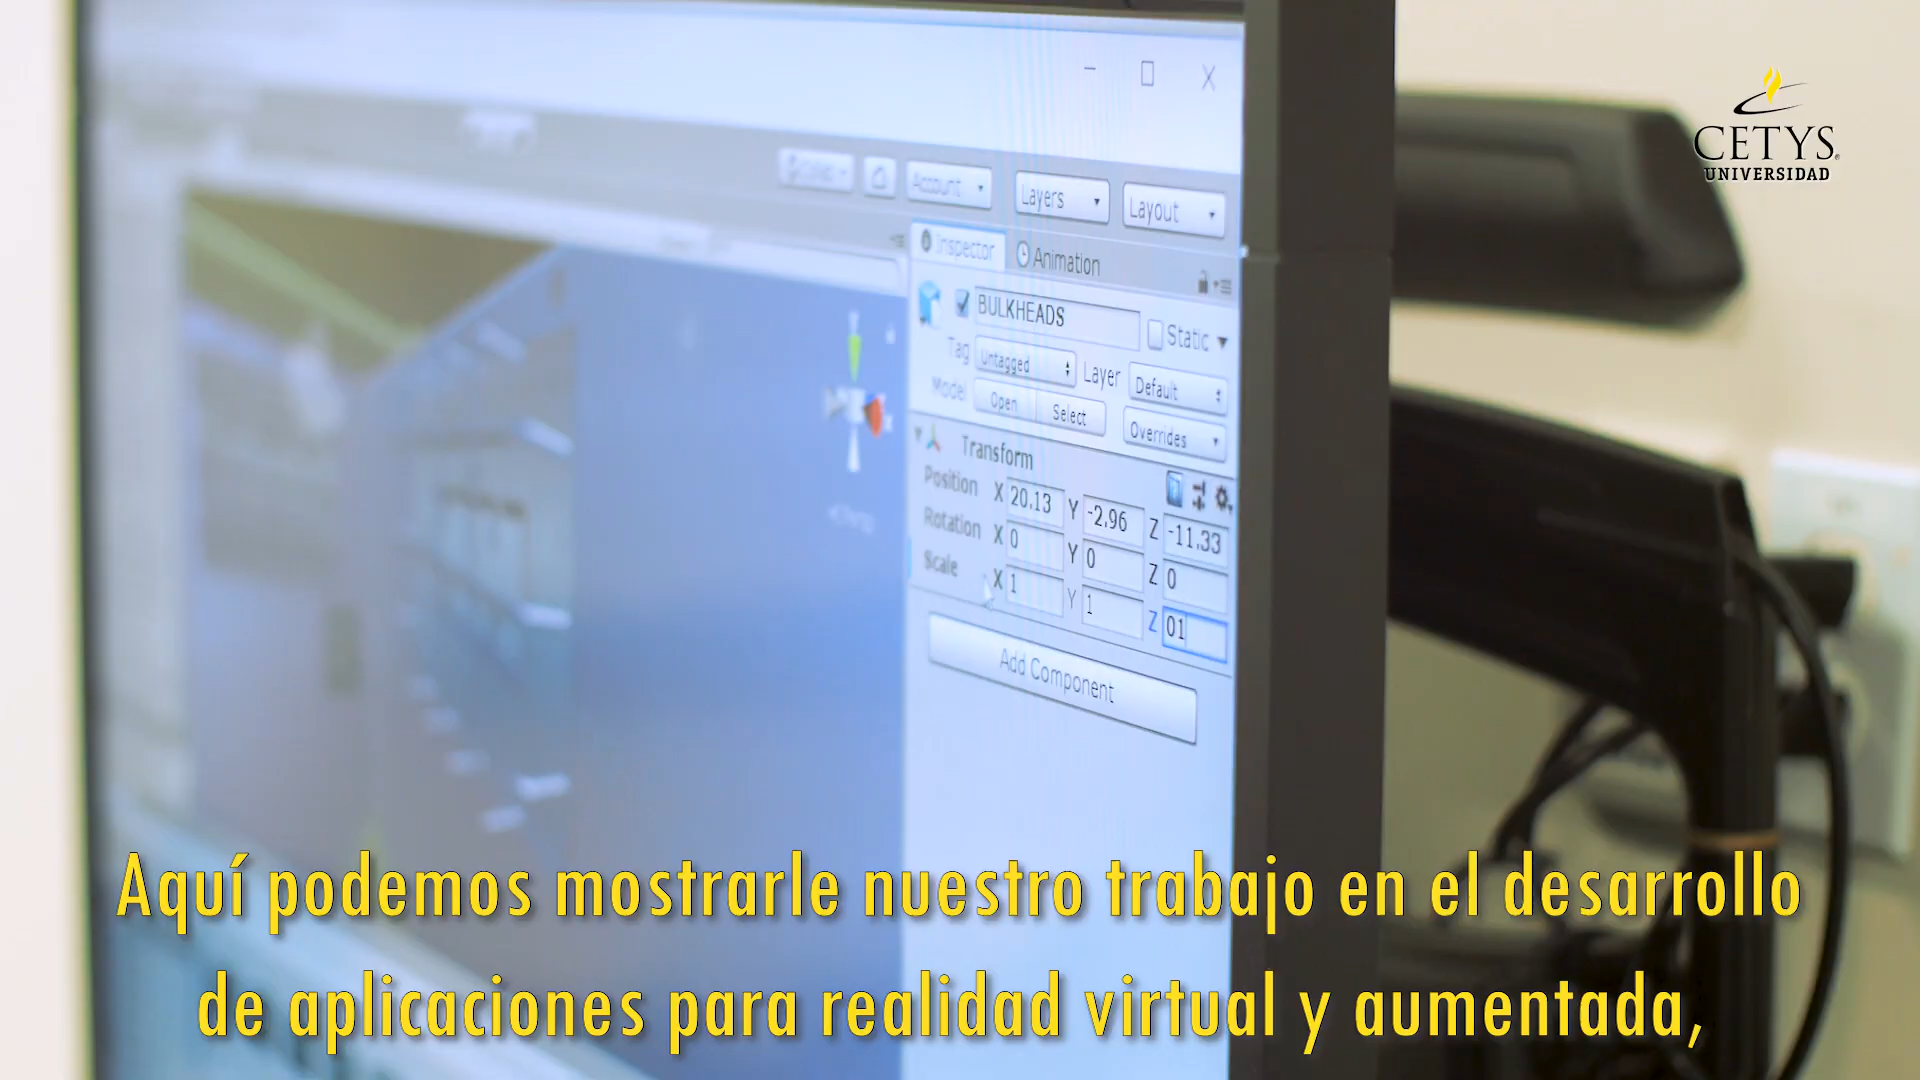 CETYS
UNIVERSIDAD
Account
Layers
Layout
Inspector
Animation
BULKHEADS
Static
Tag
Untagged
Layer
Default
Model
Open
Select
Overrides
Transform
Position X 20.13 Y -2.96 Z -11.33
Rotation X 0 Y 0 Z 0
Scale X 1 Y 1 Z 01
Add Component
Aquí podemos mostrarle nuestro trabajo en el desarrollo
de aplicaciones para realidad virtual y aumentada,